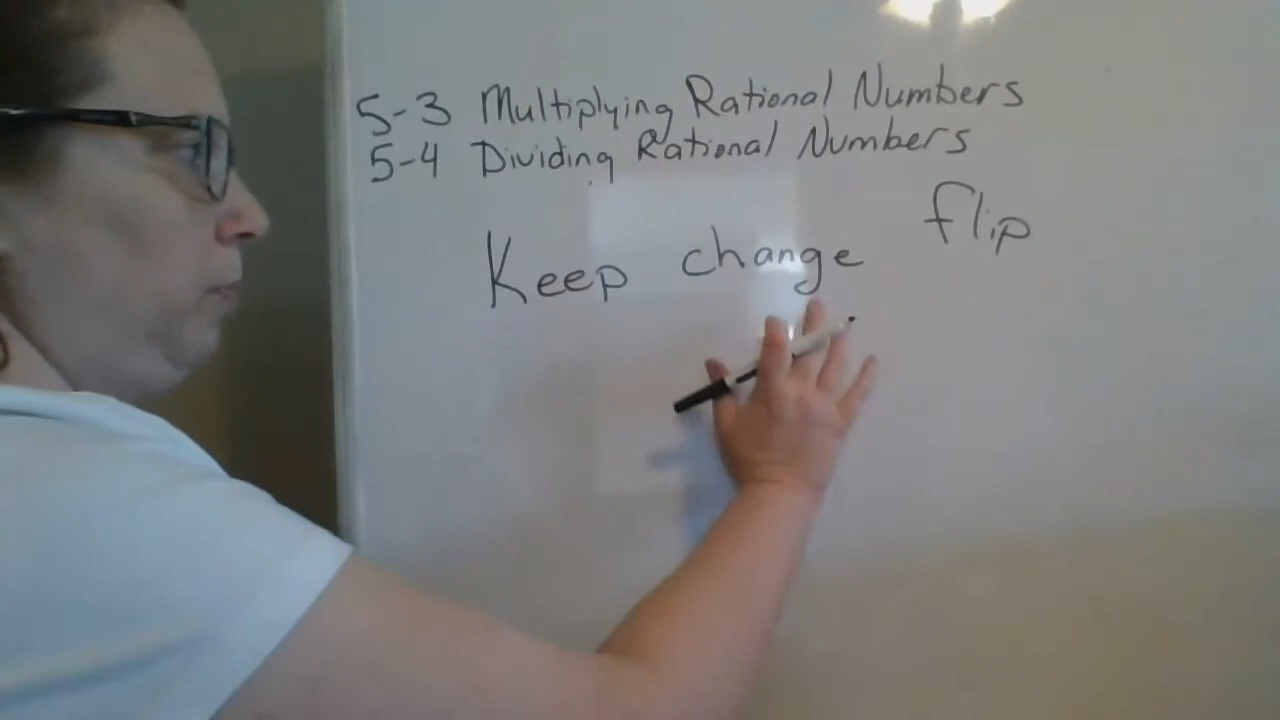 5-3 Multiplying Rational Numbers
5-4 Dividing Rational Numbers
Keep change flip